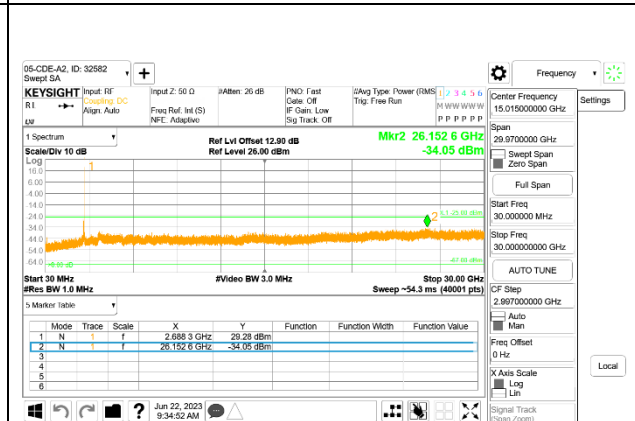 05-CDE-A2, ID: 32582
Swept SA
Frequency
Settings
KEYSIGHT
Input: RF
Input Z: 50 Ω
#Atten: 26 dB
PNO: Fast
#Avg Type: Power (RMS
1 2 3 4 5 6
R L
Coupling: DC
Gate: Off
Trig: Free Run
Align: Auto
Freq Ref: Int (S)
IF Gain: Low
M W W W W W
NFE: Adaptive
Sig Track: Off
P P P P P P
1 Spectrum
Ref Lvl Offset 12.90 dB
Mkr2 26.152 6 GHz
Scale/Div 10 dB
Ref Level 26.00 dBm
-34.05 dBm
Log
1
16.0
6.00
-4.00
-14.0
-24.0
2
-34.0
-44.0
-54.0
-64.0
Start 30 MHz
#Video BW 3.0 MHz
Stop 30.00 GHz
#Res BW 1.0 MHz
Sweep ~54.3 ms (40001 pts)
5 Marker Table
Mode Trace Scale X Y Function Function Width Function Value
1 N 1 f 2.688 3 GHz 29.28 dBm
2 N 1 f 26.152 6 GHz -34.05 dBm
3
4
5
6
Jun 22, 2023
9:34:52 AM
Center Frequency
15.015000000 GHz
Span
29.9700000 GHz
Swept Span
Zero Span
Full Span
Start Freq
30.000000 MHz
Stop Freq
30.00000000 GHz
AUTO TUNE
CF Step
2.997000000 GHz
Auto
Man
Freq Offset
0 Hz
X Axis Scale
Log
Lin
Signal Track
(Span Zoom)
Local